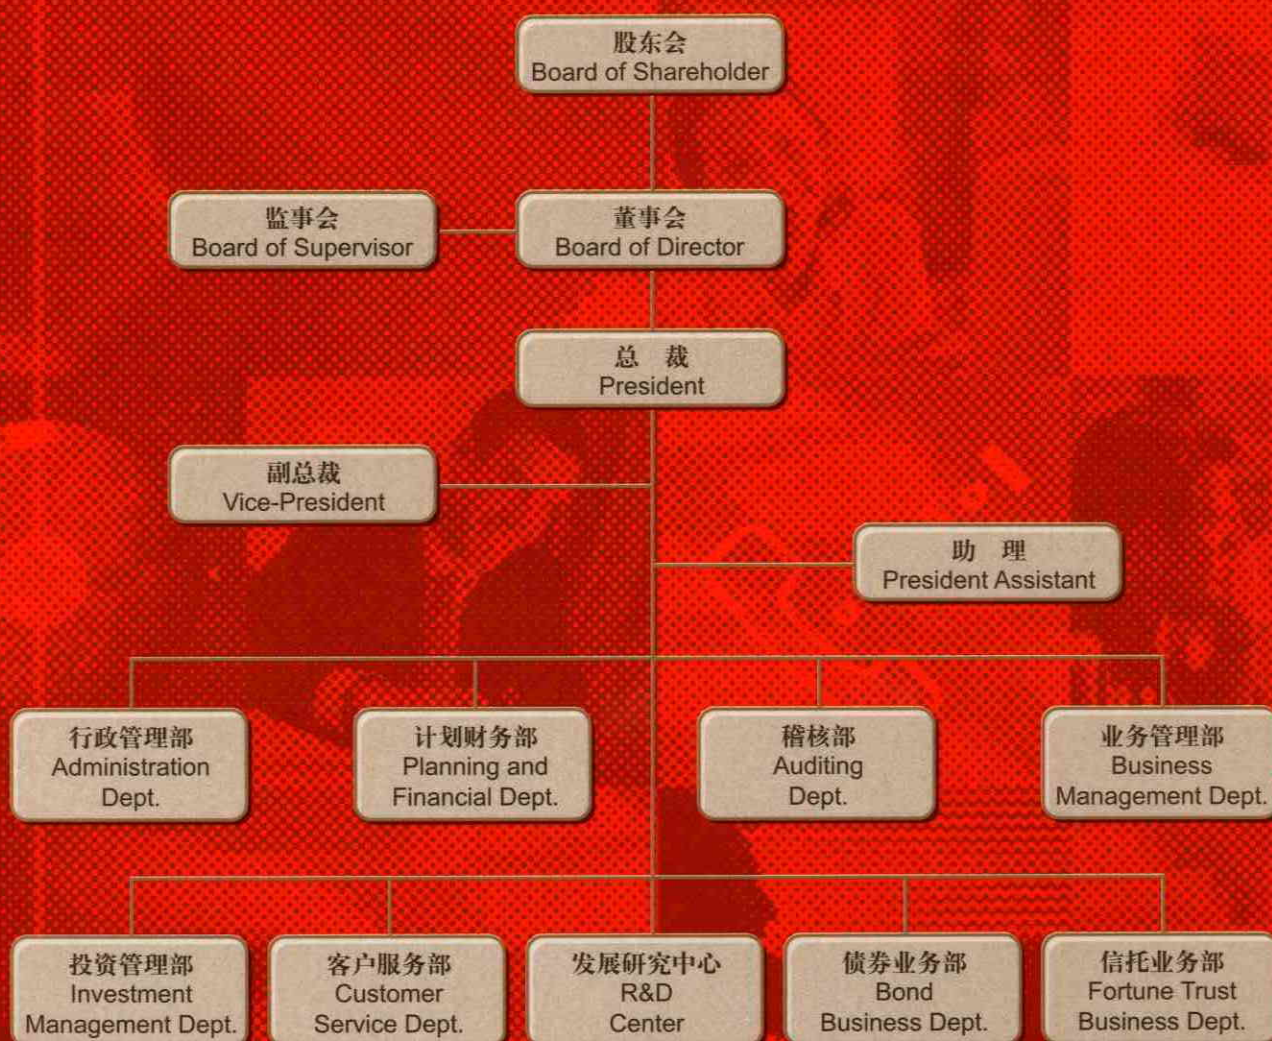 股东会
Board of Shareholder
监事会
Board of Supervisor
董事会
Board of Director
总 裁
President
副总裁
Vice-President
助 理
President Assistant
行政管理部
Administration
Dept.
计划财务部
Planning and
Financial Dept.
稽核部
Auditing
Dept.
业务管理部
Business
Management Dept.
投资管理部
Investment
Management Dept.
客户服务部
Customer
Service Dept.
发展研究中心
R&D
Center
债券业务部
Bond
Business Dept.
信托业务部
Fortune Trust
Business Dept.